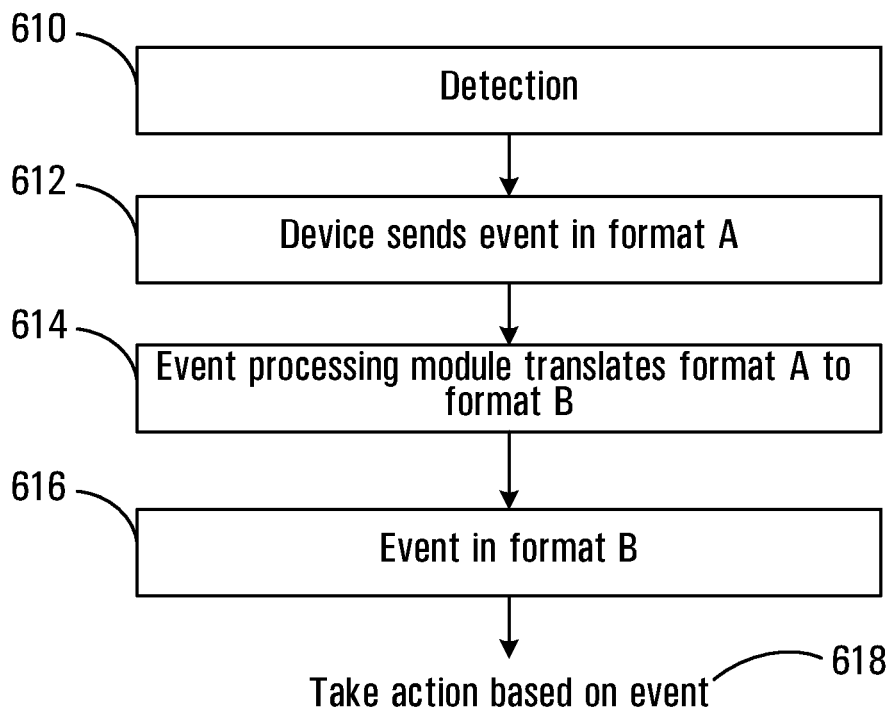 610
Detection
612
Device sends event in format A
614
Event processing module translates format A to
format B
616
Event in format B
618
Take action based on event